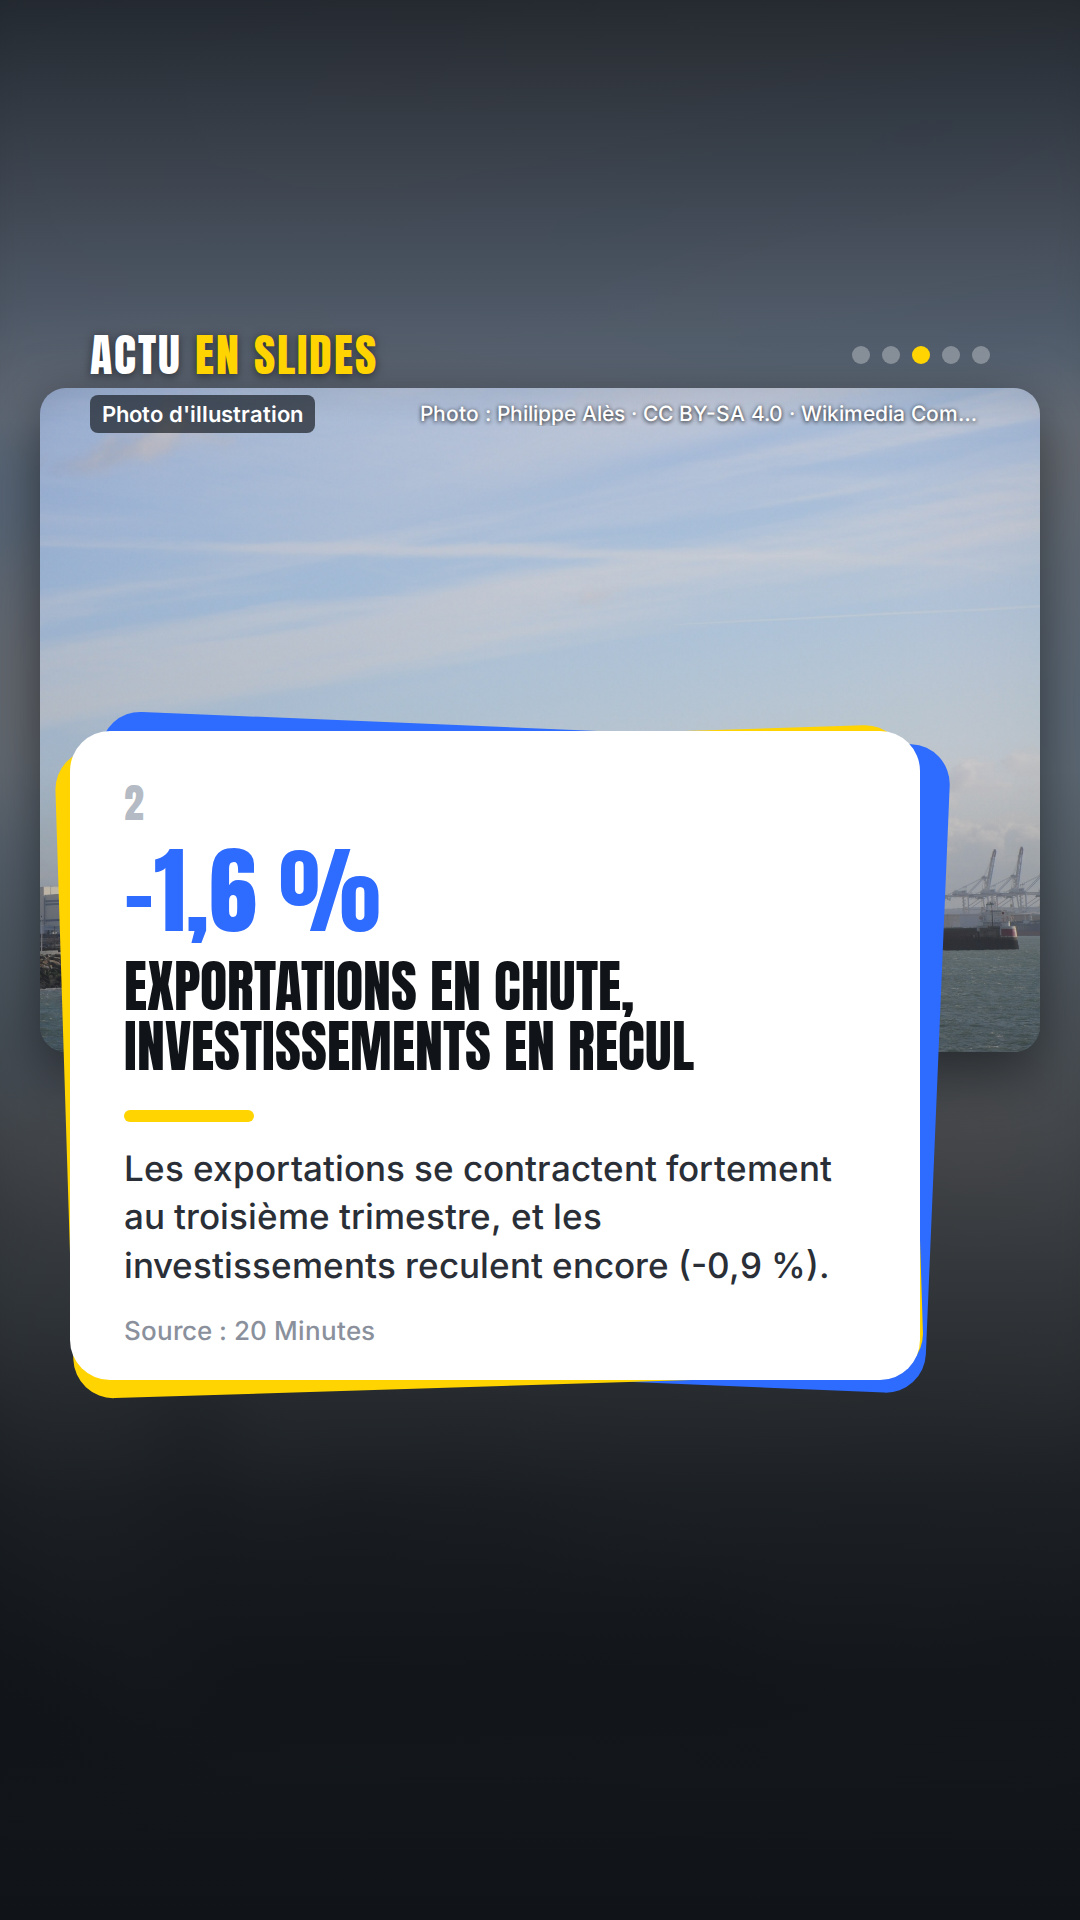 ACTU EN SLIDES
Photo d'illustration
Photo : Philippe Alès · CC BY-SA 4.0 · Wikimedia Com...
2
-1,6 %
EXPORTATIONS EN CHUTE,
INVESTISSEMENTS EN RECUL
Les exportations se contractent fortement
au troisième trimestre, et les
investissements reculent encore (-0,9 %).
Source : 20 Minutes